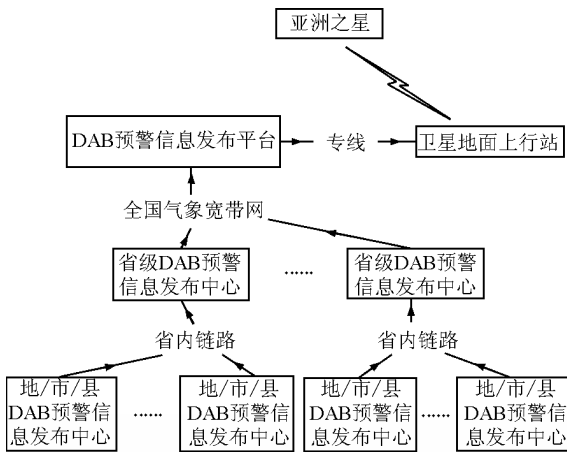 亚洲之星
DAB预警信息发布平台
专线
卫星地面上行站
全国气象宽带网
省级DAB预警
信息发布中心
……
省级DAB预警
信息发布中心
省内链路
省内链路
地/市/县
DAB预警信
息发布中心
……
地/市/县
DAB预警信
息发布中心
地/市/县
DAB预警信
息发布中心
……
地/市/县
DAB预警信
息发布中心